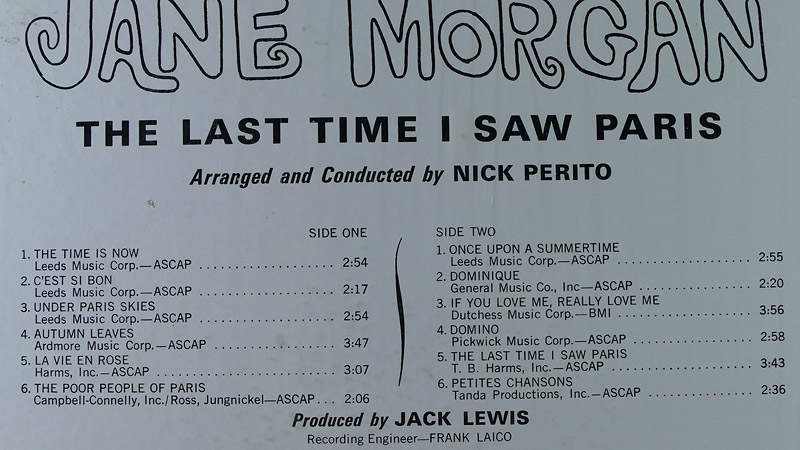 JANE MORGAN
THE LAST TIME I SAW PARIS
Arranged and Conducted by NICK PERITO
SIDE ONE
1. THE TIME IS NOW
Leeds Music Corp.—ASCAP . . . . . . . . . . . . . . . . . . 2:54
2. C'EST SI BON
Leeds Music Corp.—ASCAP . . . . . . . . . . . . . . . . . . 2:17
3. UNDER PARIS SKIES
Leeds Music Corp.—ASCAP . . . . . . . . . . . . . . . . . . 2:54
4. AUTUMN LEAVES
Ardmore Music Corp.—ASCAP . . . . . . . . . . . . . . . . 3:47
5. LA VIE EN ROSE
Harms, Inc.—ASCAP . . . . . . . . . . . . . . . . . . . . . . . 3:07
6. THE POOR PEOPLE OF PARIS
Campbell-Connelly, Inc./Ross, Jungnickel—ASCAP . . . 2:06
SIDE TWO
1. ONCE UPON A SUMMERTIME
Leeds Music Corp.—ASCAP . . . . . . . . . . . . . . . . . . . 2:55
2. DOMINIQUE
General Music Co., Inc—ASCAP . . . . . . . . . . . . . . . 2:20
3. IF YOU LOVE ME, REALLY LOVE ME
Dutchess Music Corp.—BMI . . . . . . . . . . . . . . . . . . 3:56
4. DOMINO
Pickwick Music Corp.—ASCAP . . . . . . . . . . . . . . . . 2:58
5. THE LAST TIME I SAW PARIS
T. B. Harms, Inc.—ASCAP . . . . . . . . . . . . . . . . . . . 3:43
6. PETITES CHANSONS
Tanda Productions, Inc.—ASCAP . . . . . . . . . . . . . . 2:36
Produced by JACK LEWIS
Recording Engineer—FRANK LAICO